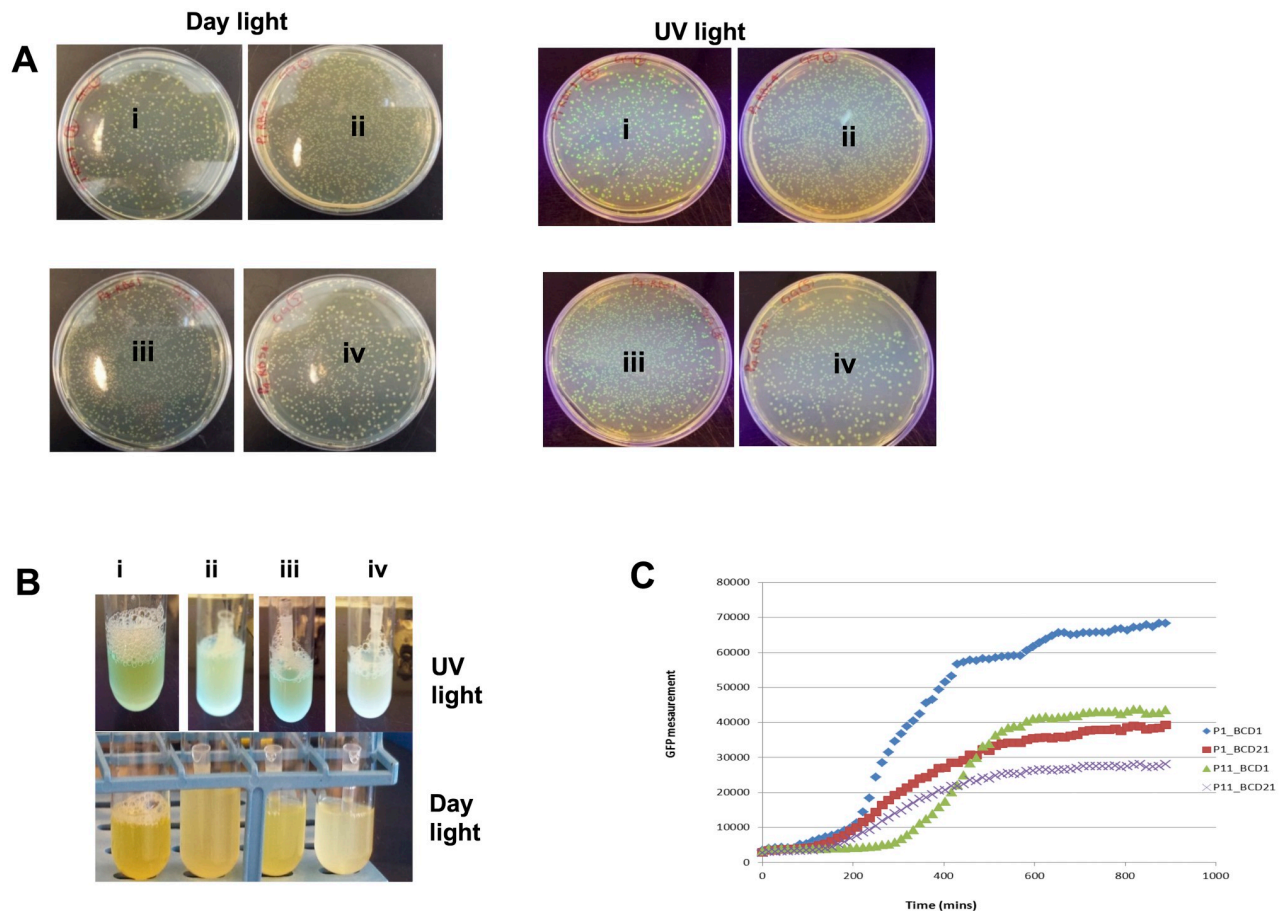 Day light
UV light
A
i
ii
i
ii
iii
iv
iii
iv
B
i
ii
iii
iv
UV
light
Day
light
C
80000
70000
60000
50000
40000
30000
20000
10000
0
GFP mesaurement
0
200
400
600
800
1000
Time (mins)
P1_BCD1
P1_BCD21
P11_BCD1
P11_BCD21